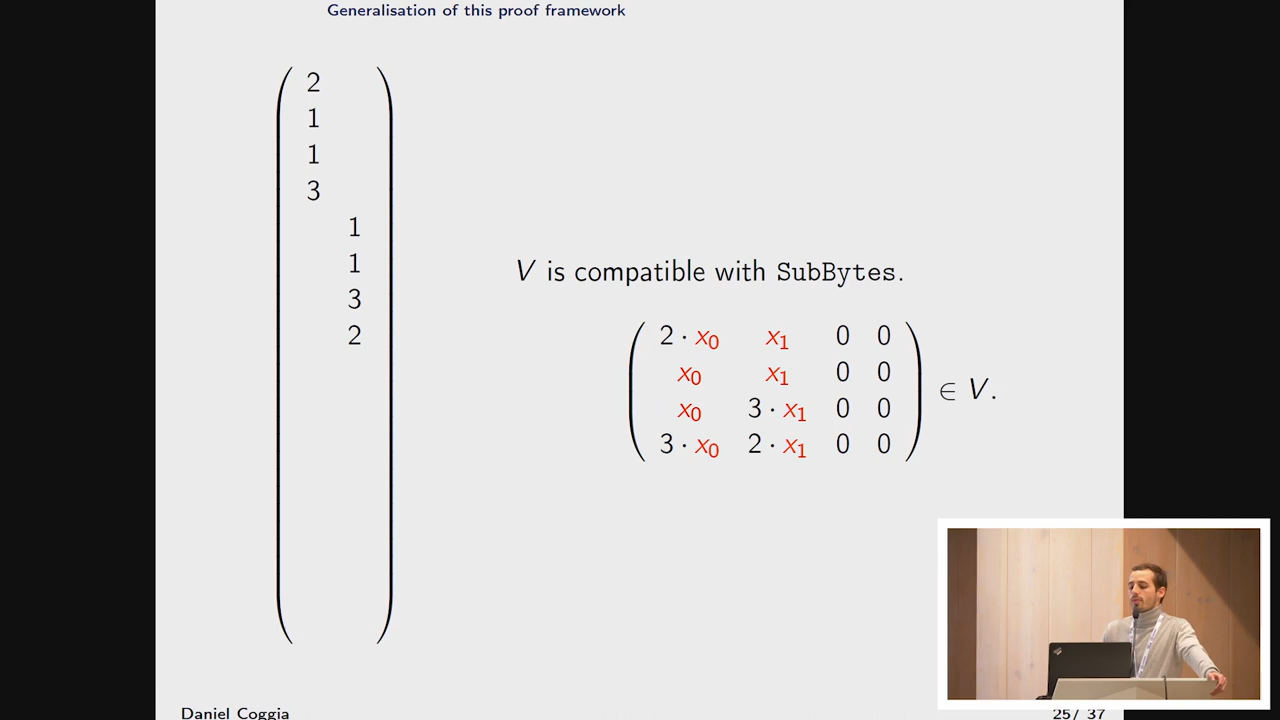 Generalisation of this proof framework
2
1
1
3
1
1
3
2
V is compatible with SubBytes.
2 · x₀ x₁ 0 0
x₀ x₁ 0 0
x₀ 3 · x₁ 0 0
3 · x₀ 2 · x₁ 0 0
∈ V.
Daniel Coggia
25/ 37